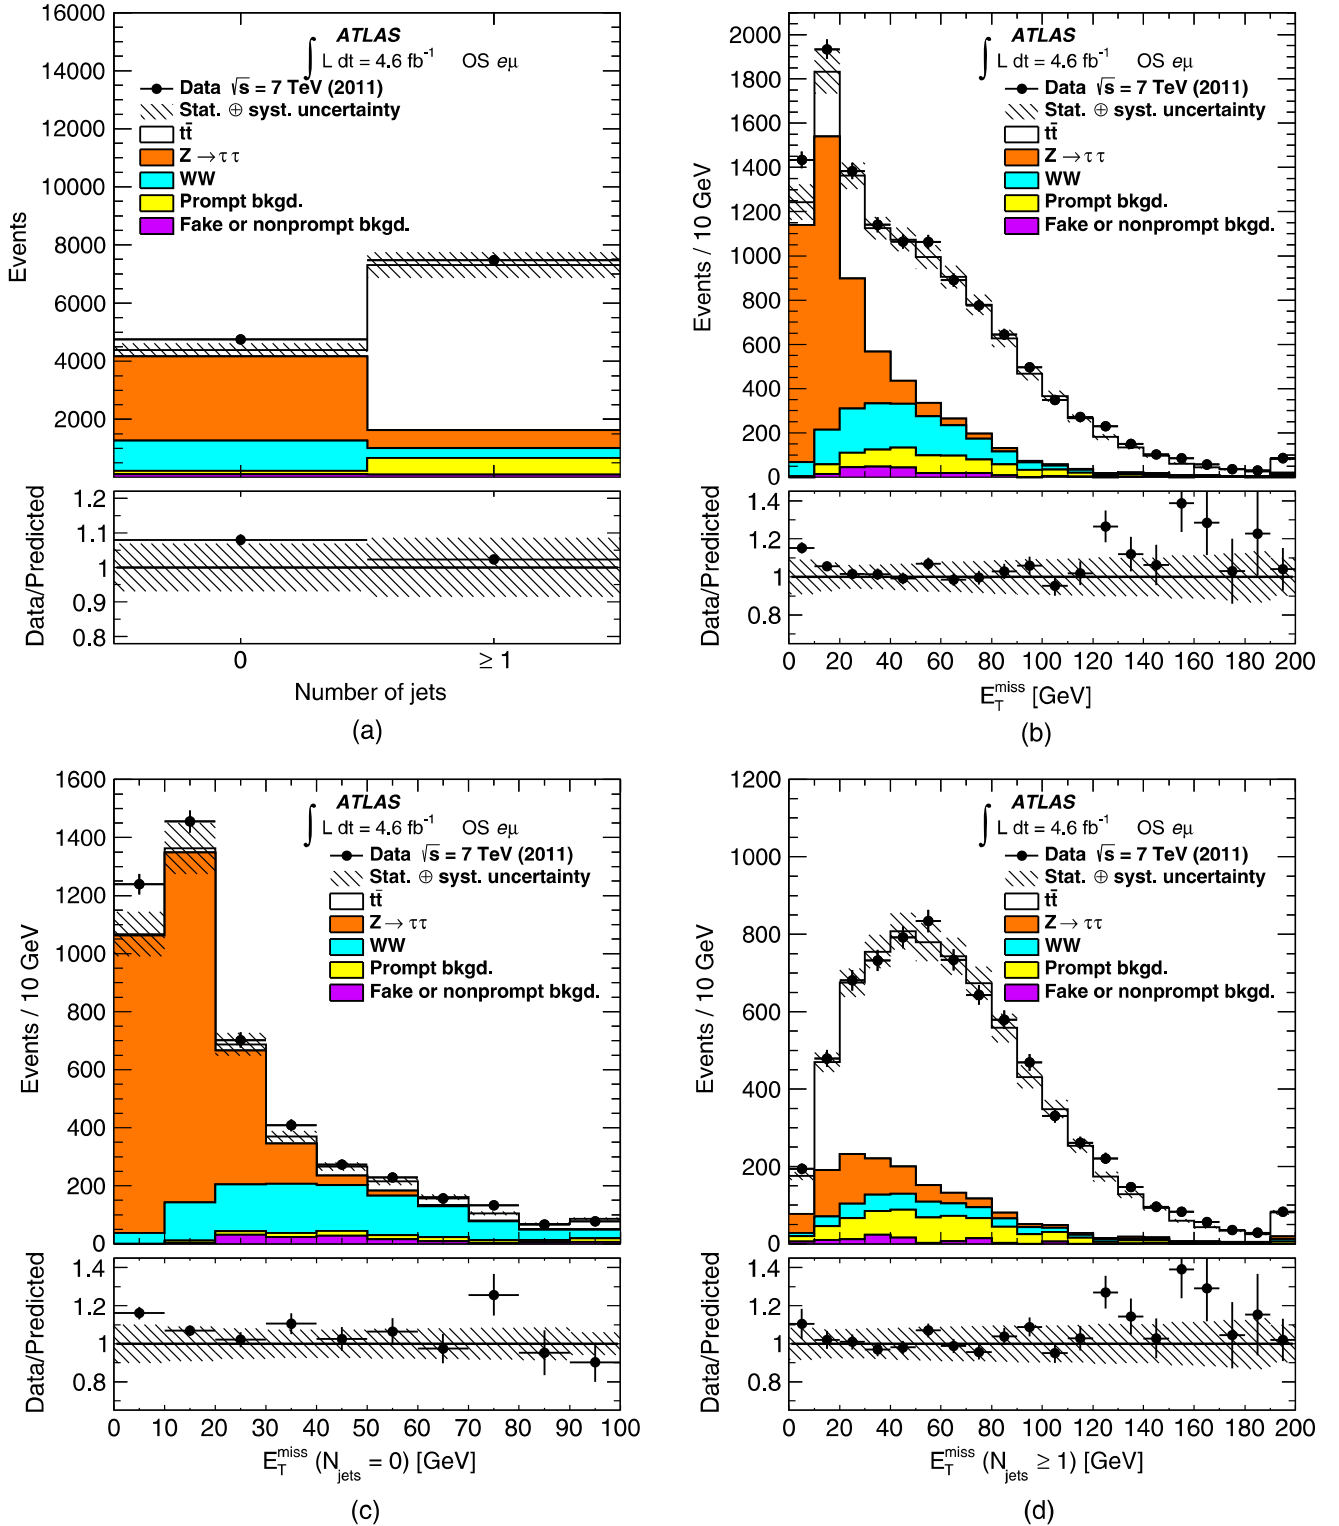 16000
14000
12000
10000
8000
6000
4000
2000
Events
ATLAS
∫ L dt = 4.6 fb⁻¹ OS eμ
Data √s = 7 TeV (2011)
Stat. ⊕ syst. uncertainty
tt̄
Z → ττ
WW
Prompt bkgd.
Fake or nonprompt bkgd.
1.2
1.1
1
0.9
0.8
Data/Predicted
0 ≥ 1
Number of jets
(a)
2000
1800
1600
1400
1200
1000
800
600
400
200
0
Events / 10 GeV
ATLAS
∫ L dt = 4.6 fb⁻¹ OS eμ
Data √s = 7 TeV (2011)
Stat. ⊕ syst. uncertainty
tt̄
Z → ττ
WW
Prompt bkgd.
Fake or nonprompt bkgd.
1.4
1.2
1
0.8
Data/Predicted
0 20 40 60 80 100 120 140 160 180 200
E_T^miss [GeV]
(b)
1600
1400
1200
1000
800
600
400
200
0
Events / 10 GeV
ATLAS
∫ L dt = 4.6 fb⁻¹ OS eμ
Data √s = 7 TeV (2011)
Stat. ⊕ syst. uncertainty
tt̄
Z → ττ
WW
Prompt bkgd.
Fake or nonprompt bkgd.
1.4
1.2
1
0.8
Data/Predicted
0 10 20 30 40 50 60 70 80 90 100
E_T^miss (N_jets = 0) [GeV]
(c)
1200
1000
800
600
400
200
0
Events / 10 GeV
ATLAS
∫ L dt = 4.6 fb⁻¹ OS eμ
Data √s = 7 TeV (2011)
Stat. ⊕ syst. uncertainty
tt̄
Z → ττ
WW
Prompt bkgd.
Fake or nonprompt bkgd.
1.4
1.2
1
0.8
Data/Predicted
0 20 40 60 80 100 120 140 160 180 200
E_T^miss (N_jets ≥ 1) [GeV]
(d)